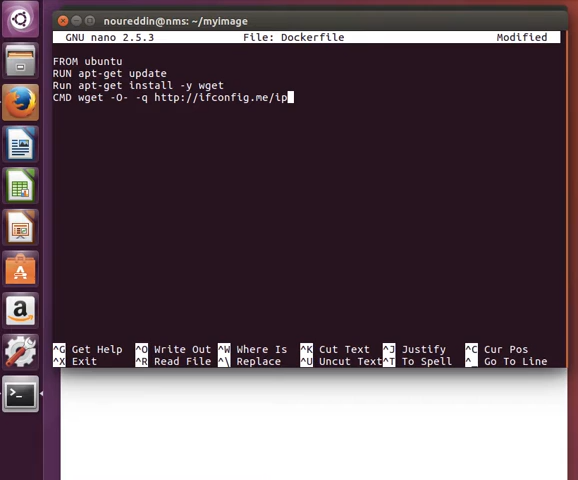 noureddin@nms: ~/myimage
GNU nano 2.5.3 File: Dockerfile Modified
FROM ubuntu
RUN apt-get update
Run apt-get install -y wget
CMD wget -O- -q http://ifconfig.me/ip
^G Get Help ^O Write Out ^W Where Is ^K Cut Text ^J Justify ^C Cur Pos
^X Exit ^R Read File ^\ Replace ^U Uncut Text ^T To Spell ^_ Go To Line